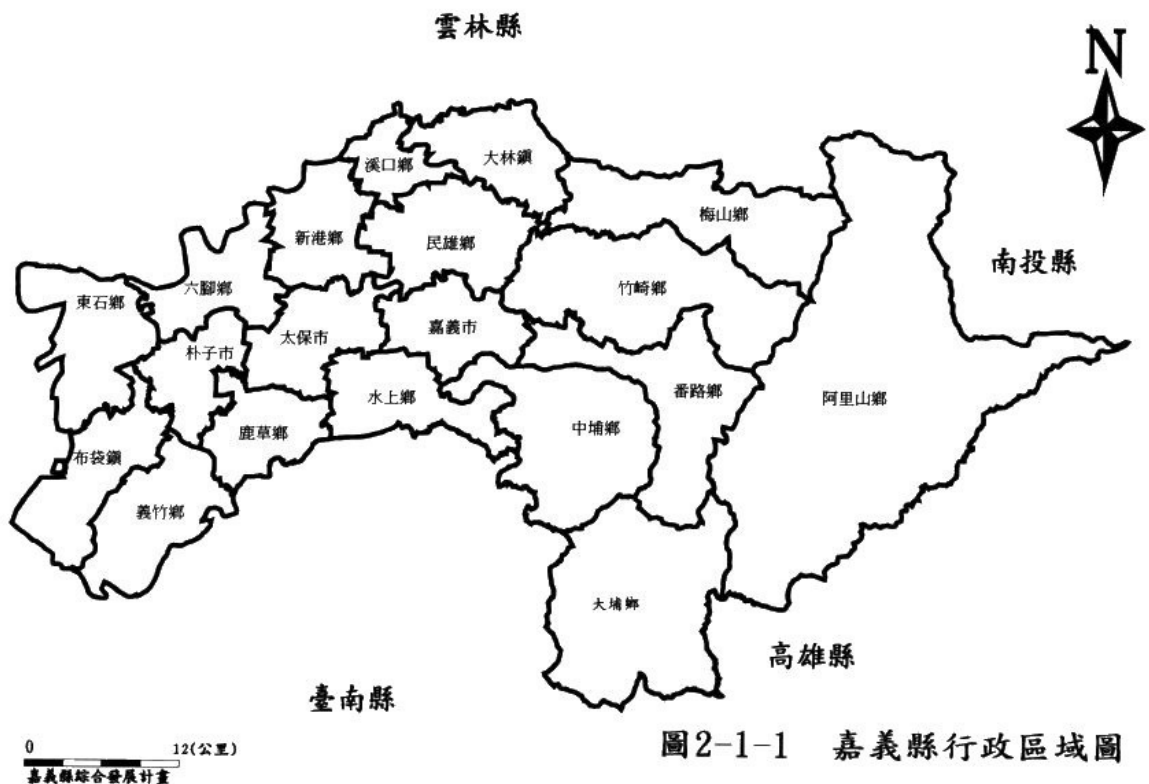 雲林縣
N
大林鎮
溪口鄉
梅山鄉
新港鄉
民雄鄉
南投縣
竹崎鄉
六腳鄉
東石鄉
太保市
嘉義市
朴子市
番路鄉
水上鄉
阿里山鄉
中埔鄉
鹿草鄉
布袋鎮
義竹鄉
大埔鄉
高雄縣
臺南縣
0 12(公里)
嘉義縣綜合發展計畫
圖2-1-1 嘉義縣行政區域圖